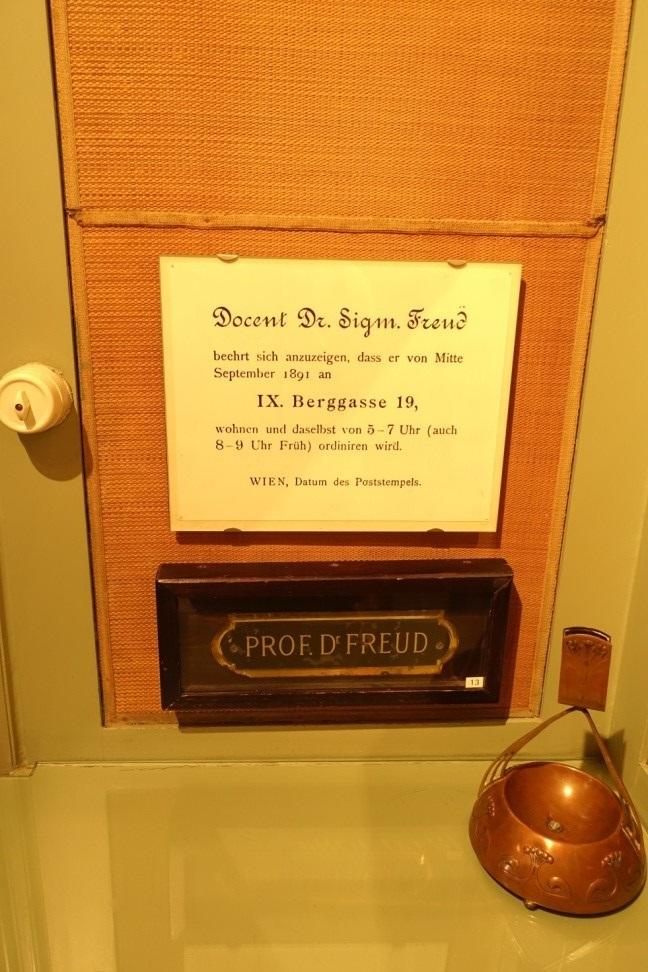 Docent Dr. Sigm. Freud
beehrt sich anzuzeigen, dass er von Mitte
September 1891 an
IX. Berggasse 19,
wohnen und daselbst von 5–7 Uhr (auch
8–9 Uhr Früh) ordiniren wird.
WIEN, Datum des Poststempels.
PROF. Dr FREUD
13